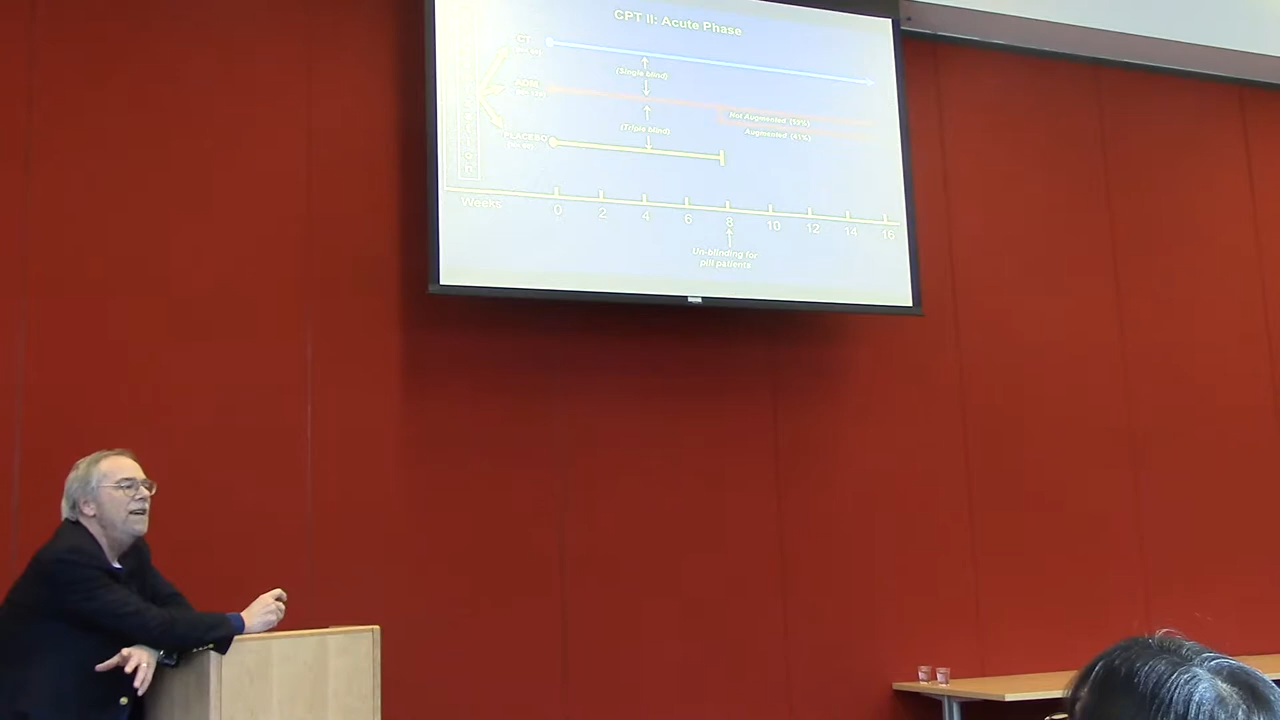 CPT II: Acute Phase
CT
(Single blind)
Not Augmented (59%)
(Triple blind)
Augmented (41%)
PLACEBO
Weeks
0 2 4 6 8 10 12 14 16
Un-blinding for
pill patients